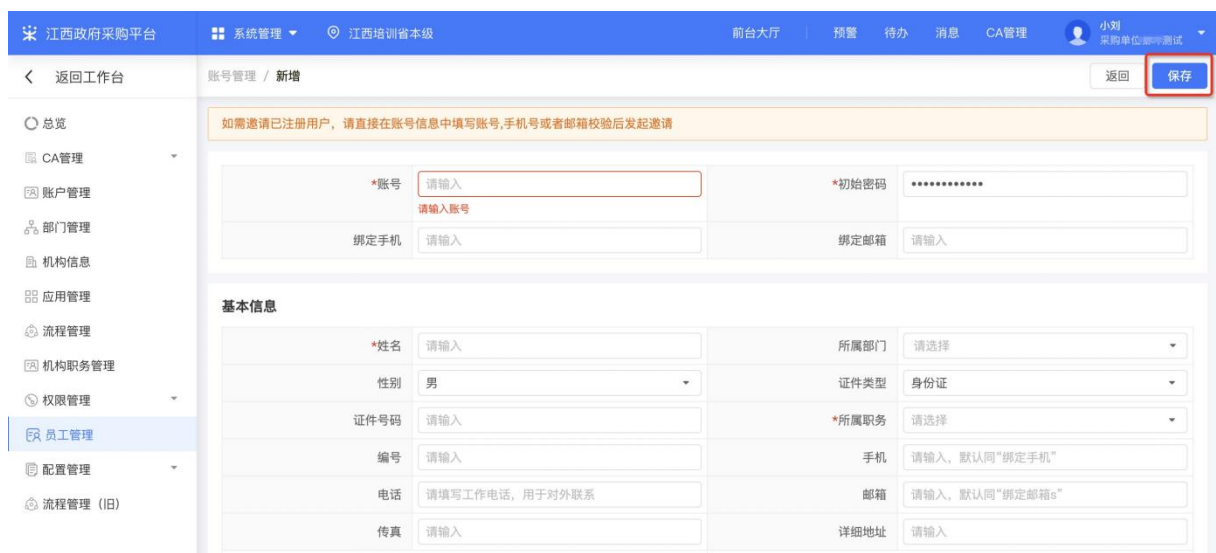 江西政府采购平台 系统管理 江西培训省本级 前台大厅 预警 待办 消息 CA管理 小刘
采购单位 测试
返回工作台 账号管理 / 新增 返回 保存
总览
CA管理
账户管理
部门管理
机构信息
应用管理
流程管理
机构职务管理
权限管理
员工管理
配置管理
流程管理（旧）
如需邀请已注册用户，请直接在账号信息中填写账号,手机号或者邮箱校验后发起邀请
*账号 请输入 *初始密码 ••••••••••••
请输入账号
绑定手机 请输入 绑定邮箱 请输入
基本信息
*姓名 请输入 所属部门 请选择
性别 男 证件类型 身份证
证件号码 请输入 *所属职务 请选择
编号 请输入 手机 请输入，默认同"绑定手机"
电话 请填写工作电话，用于对外联系 邮箱 请输入，默认同"绑定邮箱s"
传真 请输入 详细地址 请输入